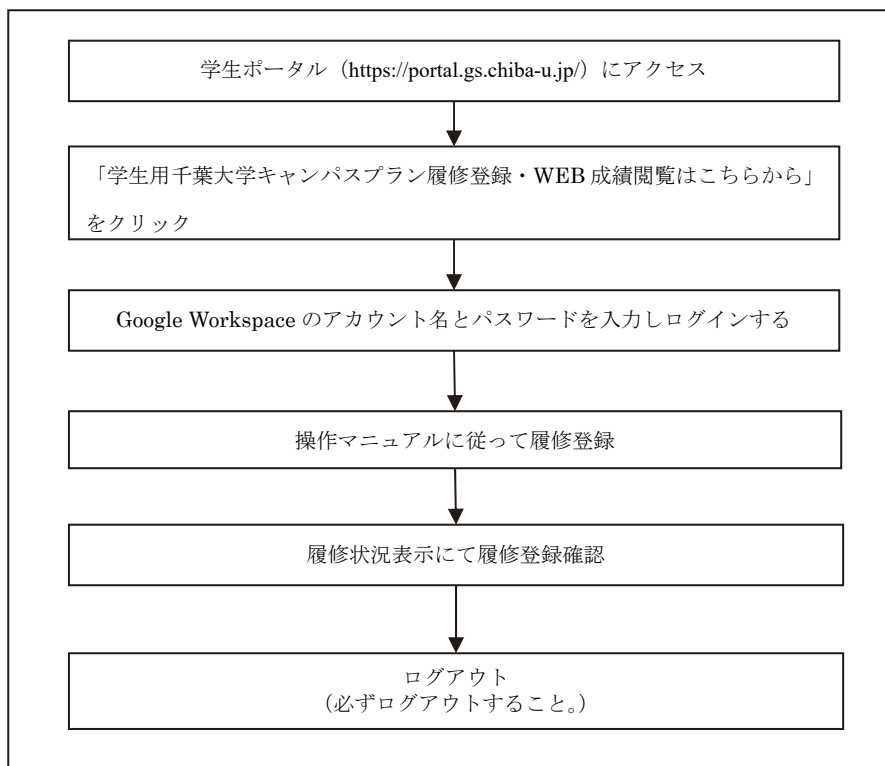 学生ポータル（https://portal.gs.chiba-u.jp/）にアクセス
「学生用千葉大学キャンパスプラン履修登録・WEB 成績閲覧はこちらから」
をクリック
Google Workspace のアカウント名とパスワードを入力しログインする
操作マニュアルに従って履修登録
履修状況表示にて履修登録確認
ログアウト
（必ずログアウトすること。）